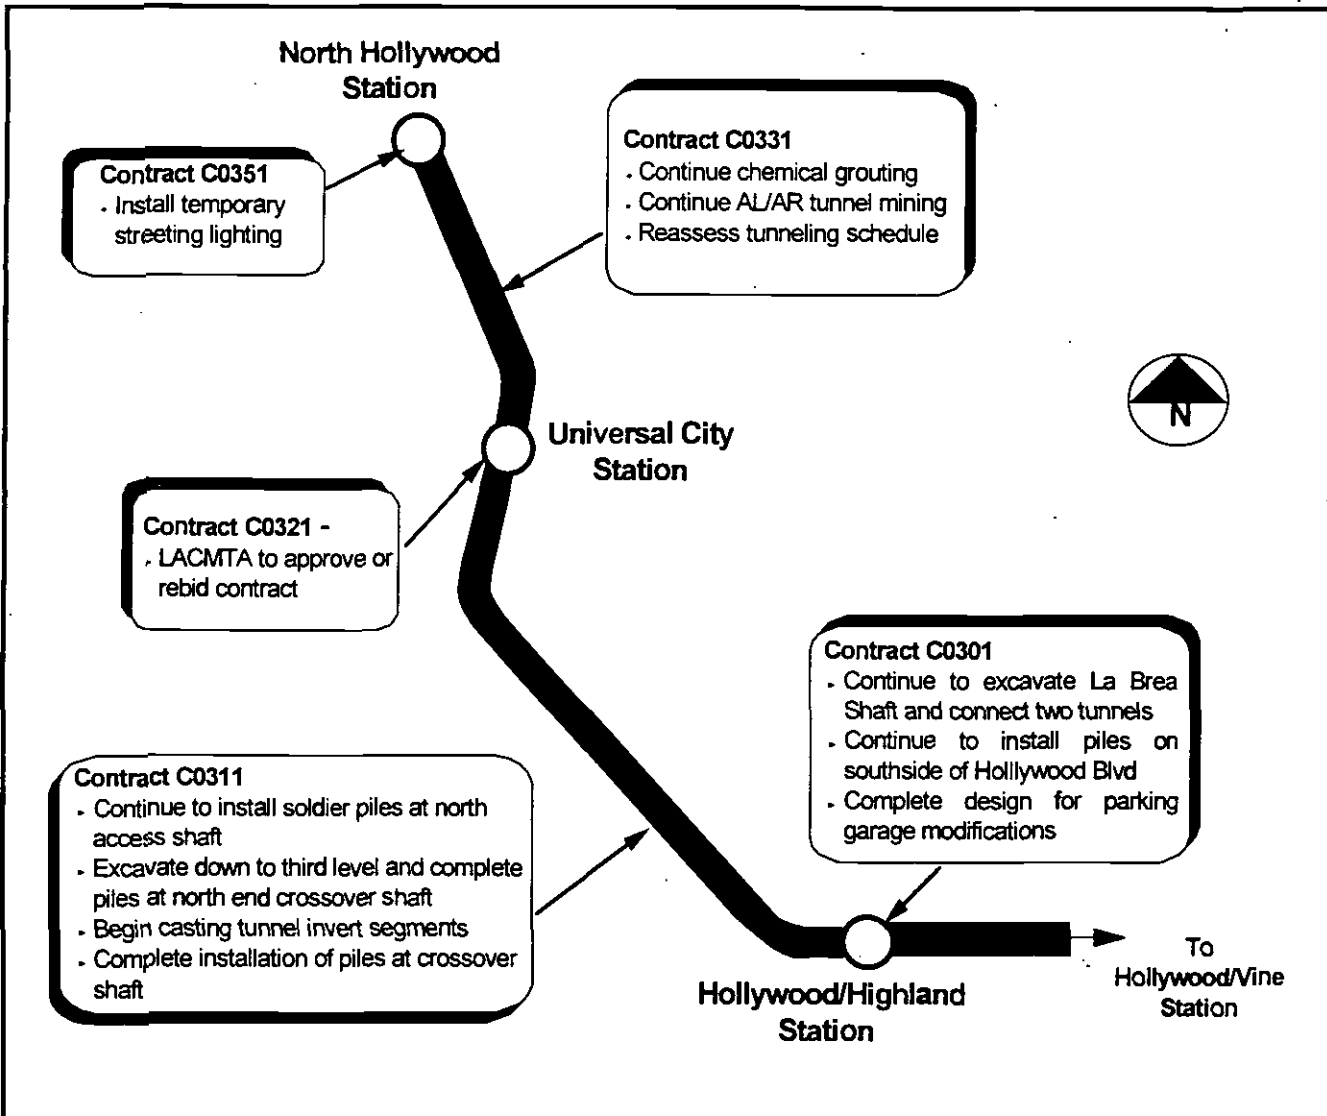 North Hollywood
Station
Contract C0331
. Continue chemical grouting
. Continue AL/AR tunnel mining
. Reassess tunneling schedule
Contract C0351
. Install temporary
streeting lighting
N
Universal City
Station
Contract C0321 -
. LACMTA to approve or
rebid contract
Contract C0301
. Continue to excavate La Brea
Shaft and connect two tunnels
. Continue to install piles on
southside of Holllywood Blvd
. Complete design for parking
garage modifications
Contract C0311
. Continue to install soldier piles at north
access shaft
. Excavate down to third level and complete
piles at north end crossover shaft
. Begin casting tunnel invert segments
. Complete installation of piles at crossover
shaft
To
Hollywood/Vine
Station
Hollywood/Highland
Station